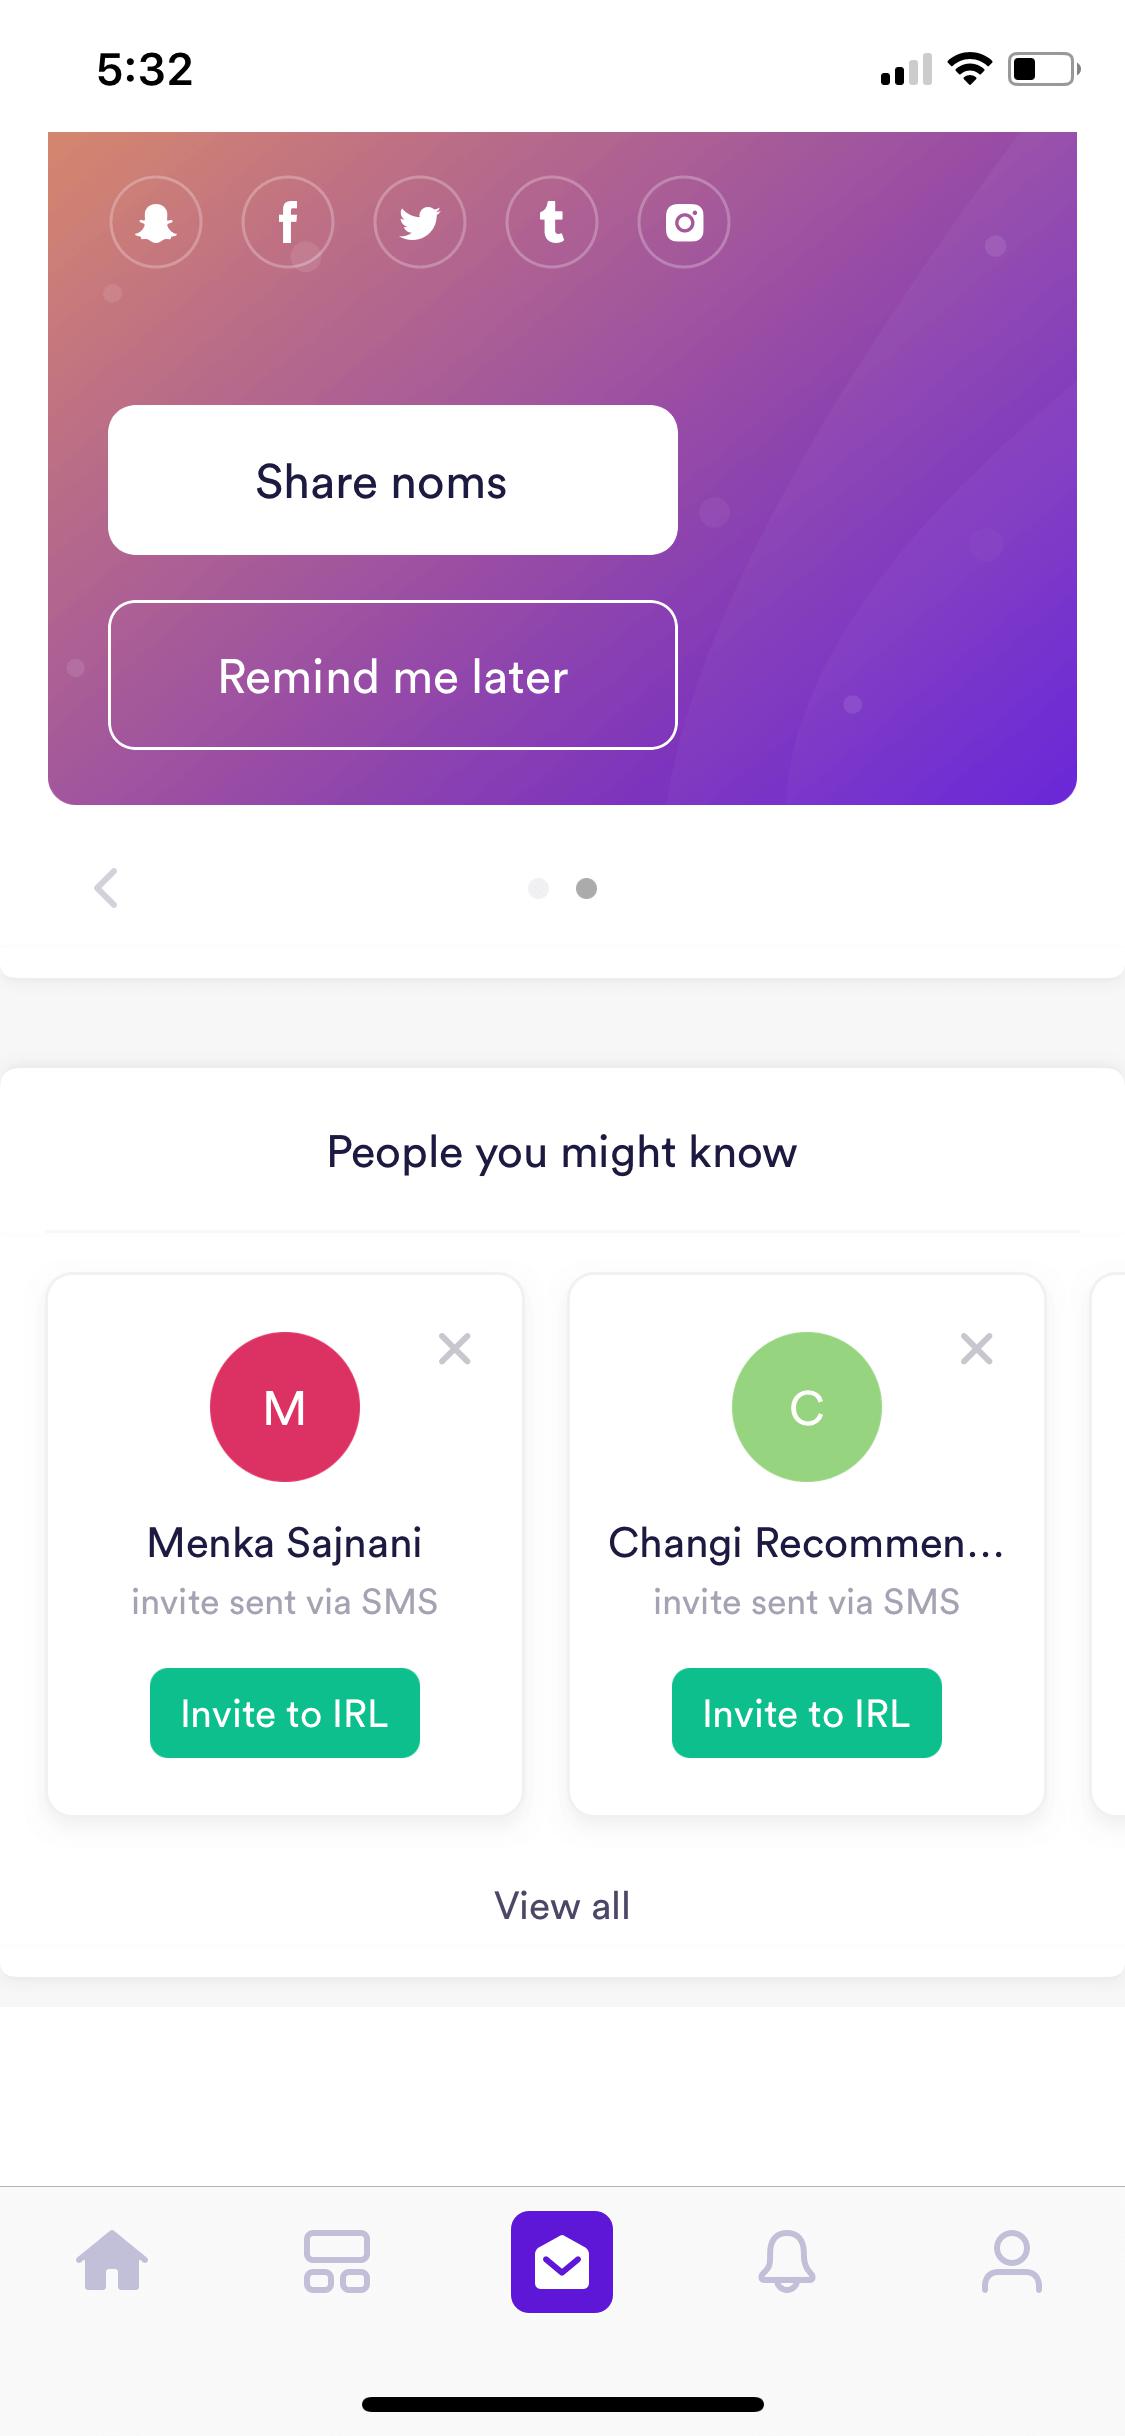 5:32
Share noms
Remind me later
People you might know
M
C
Menka Sajnani
Changi Recommen...
invite sent via SMS
invite sent via SMS
Invite to IRL
Invite to IRL
View all